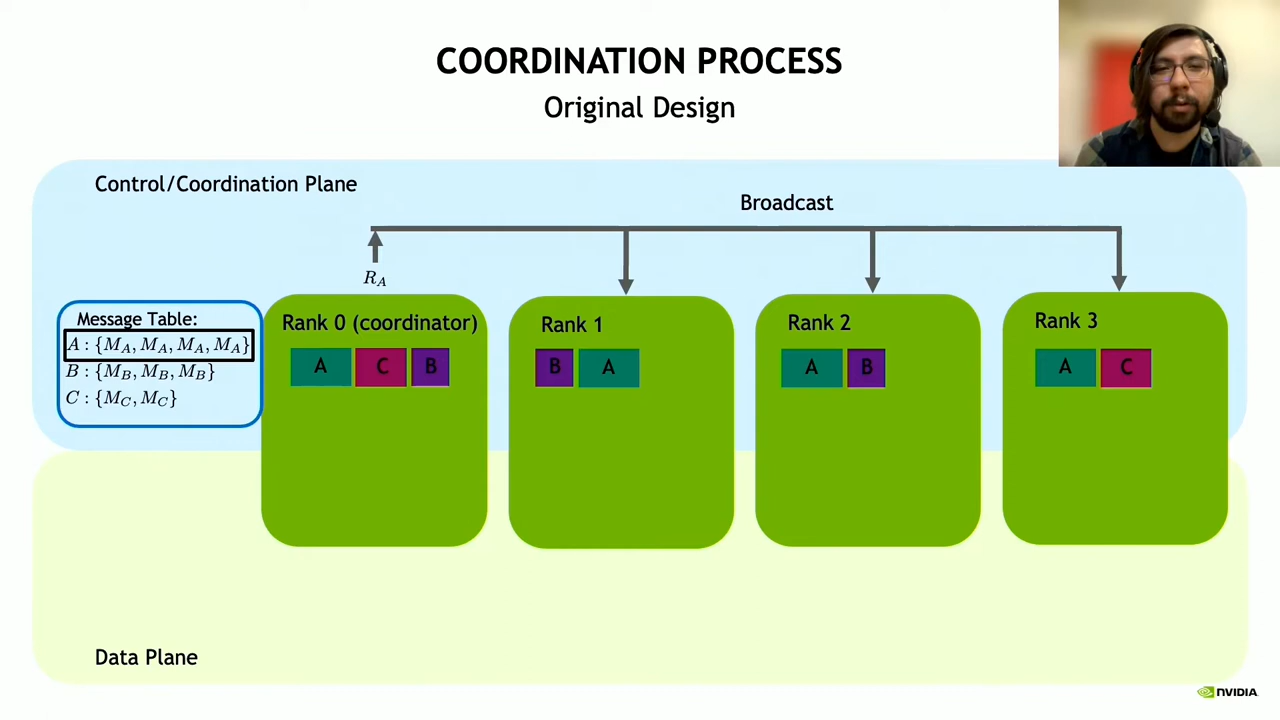 COORDINATION PROCESS
Original Design
Control/Coordination Plane
Broadcast
R_A
Message Table:
A : {M_A, M_A, M_A, M_A}
B : {M_B, M_B, M_B}
C : {M_C, M_C}
Rank 0 (coordinator)
A C B
Rank 1
B A
Rank 2
A B
Rank 3
A C
Data Plane
NVIDIA